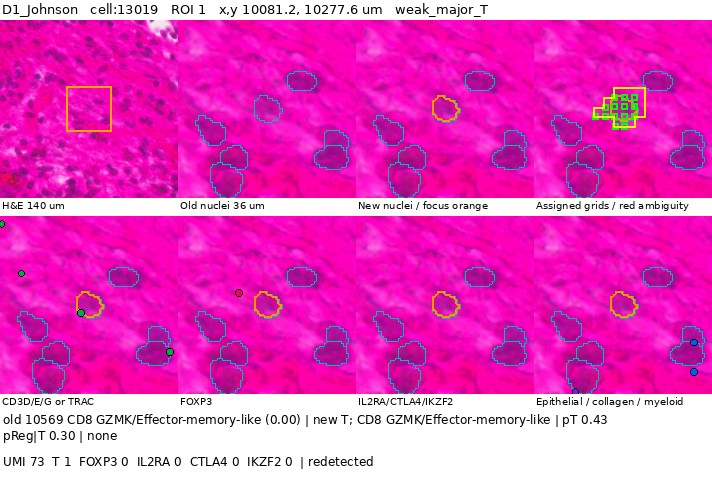 D1_Johnson cell:13019 ROI 1 x,y 10081.2, 10277.6 um weak_major_T
H&E 140 um
Old nuclei 36 um
New nuclei / focus orange
Assigned grids / red ambiguity
CD3D/E/G or TRAC
FOXP3
IL2RA/CTLA4/IKZF2
Epithelial / collagen / myeloid
old 10569 CD8 GZMK/Effector-memory-like (0.00) | new T; CD8 GZMK/Effector-memory-like | pT 0.43
pReg|T 0.30 | none
UMI 73 T 1 FOXP3 0 IL2RA 0 CTLA4 0 IKZF2 0 | redetected